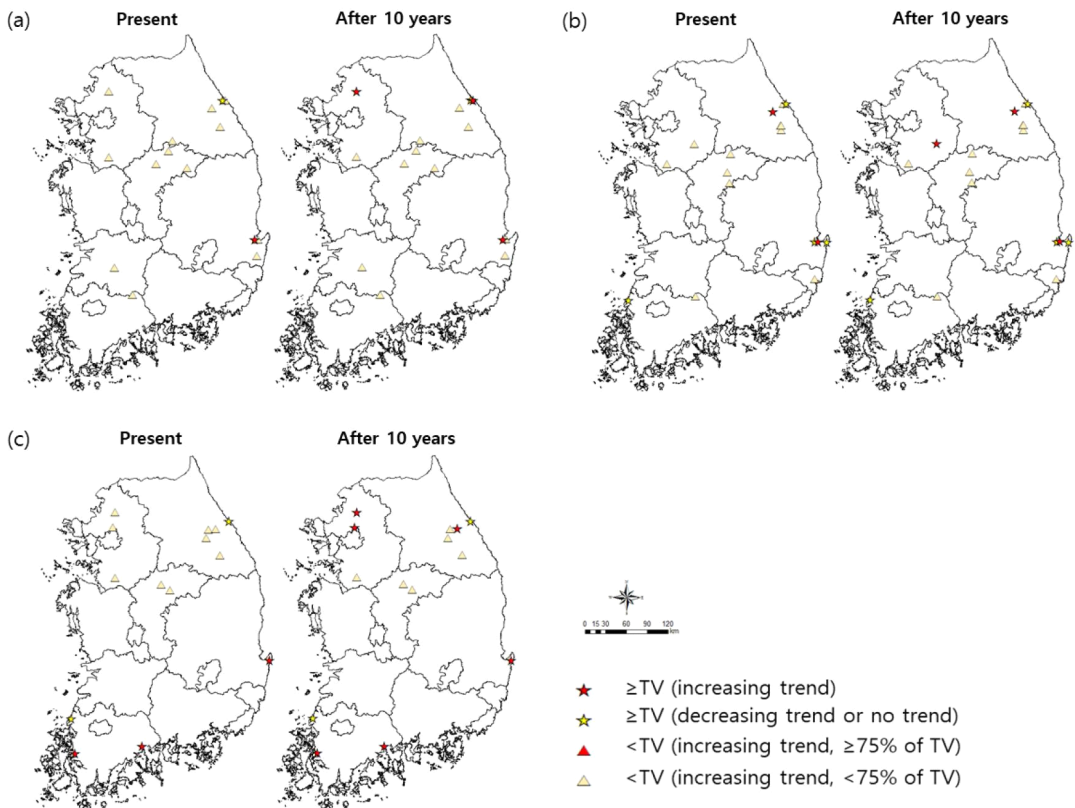 (a) Present After 10 years
(b) Present After 10 years
(c) Present After 10 years
0 15 30 60 90 120
km
≥TV (increasing trend)
≥TV (decreasing trend or no trend)
<TV (increasing trend, ≥75% of TV)
<TV (increasing trend, <75% of TV)